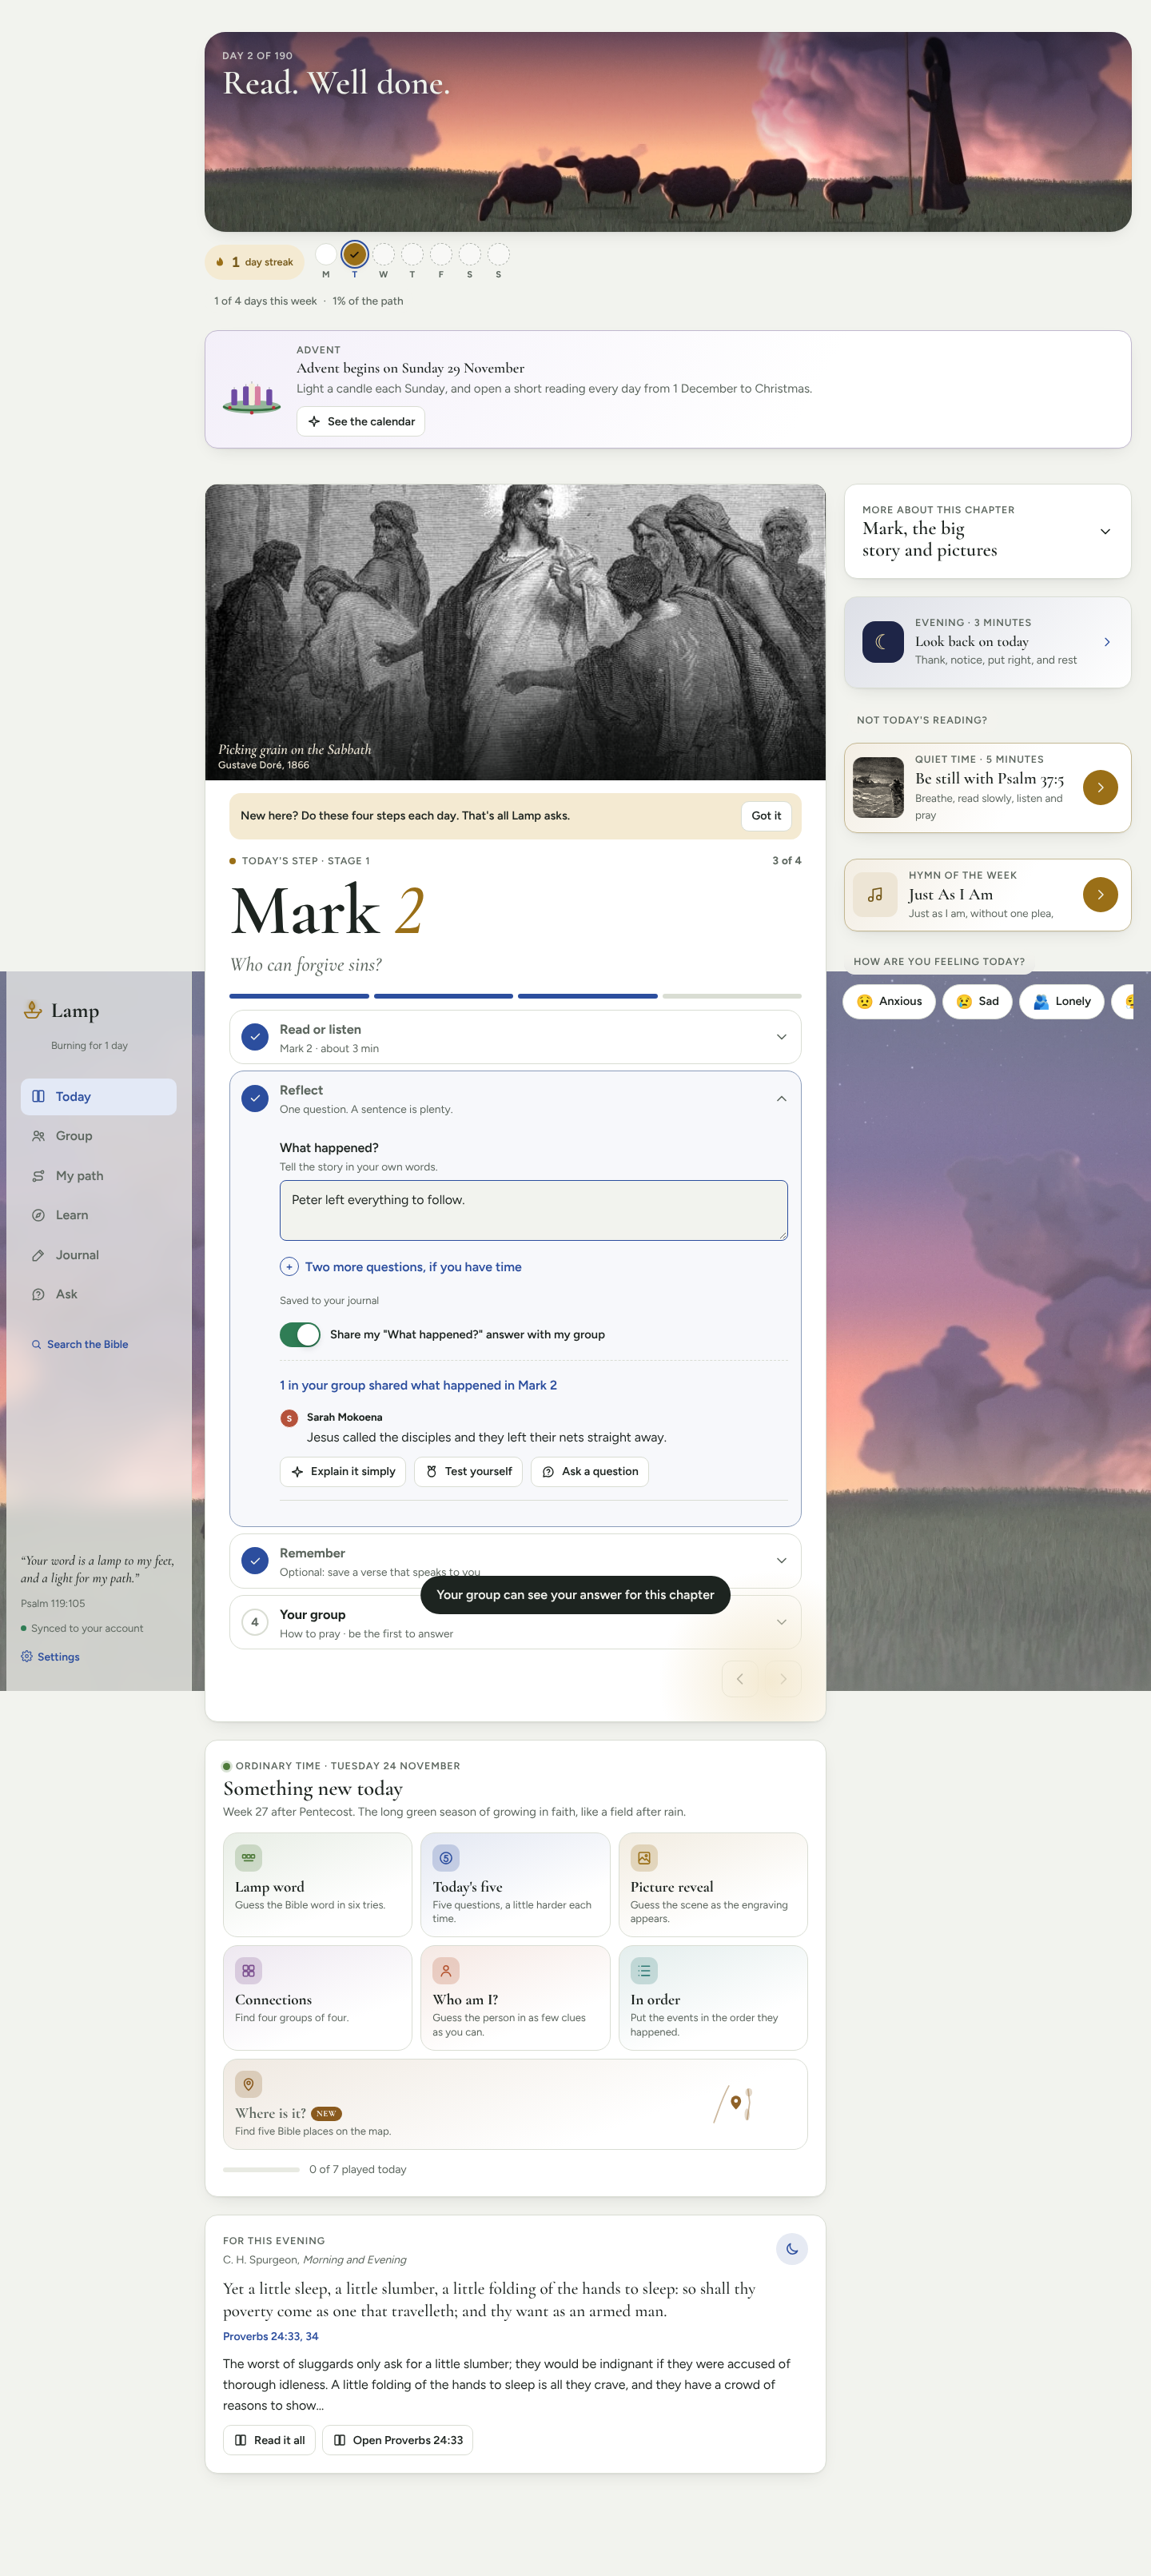 DAY 2 OF 190
Read. Well done.
1 day streak
M T W T F S S
1 of 4 days this week · 1% of the path
ADVENT
Advent begins on Sunday 29 November
Light a candle each Sunday, and open a short reading every day from 1 December to Christmas.
See the calendar
Picking grain on the Sabbath
Gustave Doré, 1866
New here? Do these four steps each day. That's all Lamp asks.
Got it
TODAY'S STEP · STAGE 1
3 of 4
Mark 2
Who can forgive sins?
Read or listen
Mark 2 · about 3 min
Reflect
One question. A sentence is plenty.
What happened?
Tell the story in your own words.
Peter left everything to follow.
+ Two more questions, if you have time
Saved to your journal
Share my "What happened?" answer with my group
1 in your group shared what happened in Mark 2
S
Sarah Mokoena
Jesus called the disciples and they left their nets straight away.
Explain it simply
Test yourself
Ask a question
Remember
Optional: save a verse that speaks to you
Your group can see your answer for this chapter
4
Your group
How to pray · be the first to answer
MORE ABOUT THIS CHAPTER
Mark, the big
story and pictures
EVENING · 3 MINUTES
Look back on today
Thank, notice, put right, and rest
NOT TODAY'S READING?
QUIET TIME · 5 MINUTES
Be still with Psalm 37:5
Breathe, read slowly, listen and
pray
HYMN OF THE WEEK
Just As I Am
Just as I am, without one plea,
HOW ARE YOU FEELING TODAY?
Anxious
Sad
Lonely
Lamp
Burning for 1 day
Today
Group
My path
Learn
Journal
Ask
Search the Bible
“Your word is a lamp to my feet,
and a light for my path.”
Psalm 119:105
Synced to your account
Settings
ORDINARY TIME · TUESDAY 24 NOVEMBER
Something new today
Week 27 after Pentecost. The long green season of growing in faith, like a field after rain.
Lamp word
Guess the Bible word in six tries.
5
Today's five
Five questions, a little harder each
time.
Picture reveal
Guess the scene as the engraving
appears.
Connections
Find four groups of four.
Who am I?
Guess the person in as few clues
as you can.
In order
Put the events in the order they
happened.
Where is it? NEW
Find five Bible places on the map.
0 of 7 played today
FOR THIS EVENING
C. H. Spurgeon, Morning and Evening
Yet a little sleep, a little slumber, a little folding of the hands to sleep: so shall thy
poverty come as one that travelleth; and thy want as an armed man.
Proverbs 24:33, 34
The worst of sluggards only ask for a little slumber; they would be indignant if they were accused of
thorough idleness. A little folding of the hands to sleep is all they crave, and they have a crowd of
reasons to show…
Read it all
Open Proverbs 24:33